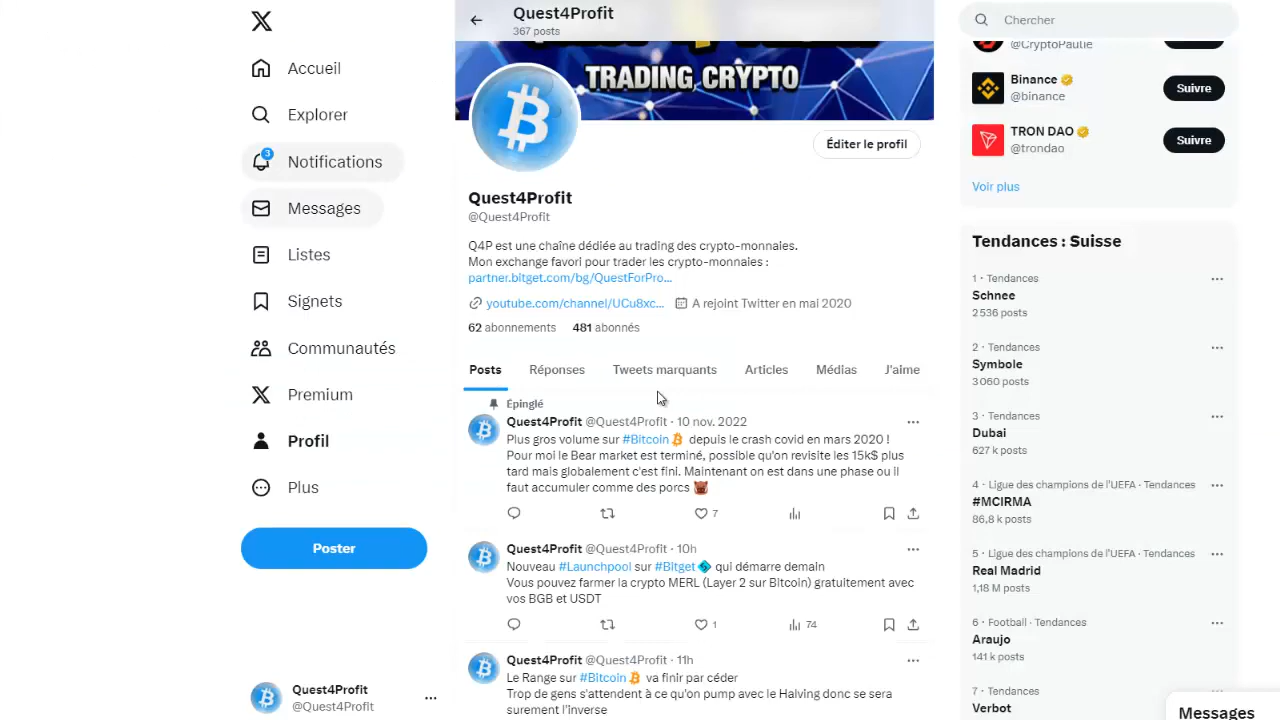 Accueil
Explorer
3
Notifications
Messages
Listes
Signets
Communautés
Premium
Profil
Plus
Poster
Quest4Profit
@Quest4Profit
Quest4Profit
367 posts
TRADING CRYPTO
Éditer le profil
Quest4Profit
@Quest4Profit
Q4P est une chaîne dédiée au trading des crypto-monnaies.
Mon exchange favori pour trader les crypto-monnaies :
partner.bitget.com/bg/QuestForPro...
youtube.com/channel/UCu8xc... A rejoint Twitter en mai 2020
62 abonnements 481 abonnés
Posts Réponses Tweets marquants Articles Médias J'aime
Épinglé
Quest4Profit @Quest4Profit · 10 nov. 2022
Plus gros volume sur #Bitcoin depuis le crash covid en mars 2020 !
Pour moi le Bear market est terminé, possible qu'on revisite les 15k$ plus
tard mais globalement c'est fini. Maintenant on est dans une phase ou il
faut accumuler comme des porcs
7
Quest4Profit @Quest4Profit · 10h
Nouveau #Launchpool sur #Bitget qui démarre demain
Vous pouvez farmer la crypto MERL (Layer 2 sur Bitcoin) gratuitement avec
vos BGB et USDT
1 74
Quest4Profit @Quest4Profit · 11h
Le Range sur #Bitcoin va finir par céder
Trop de gens s'attendent à ce qu'on pump avec le Halving donc se sera
surement l'inverse
Chercher
@CryptoPaulie
Binance
@binance
Suivre
TRON DAO
@trondao
Suivre
Voir plus
Tendances : Suisse
1 · Tendances
Schnee
2 536 posts
2 · Tendances
Symbole
3 060 posts
3 · Tendances
Dubai
627 k posts
4 · Ligue des champions de l'UEFA · Tendances
#MCIRMA
86,8 k posts
5 · Ligue des champions de l'UEFA · Tendances
Real Madrid
1,18 M posts
6 · Football · Tendances
Araujo
141 k posts
7 · Tendances
Verbot
Messages